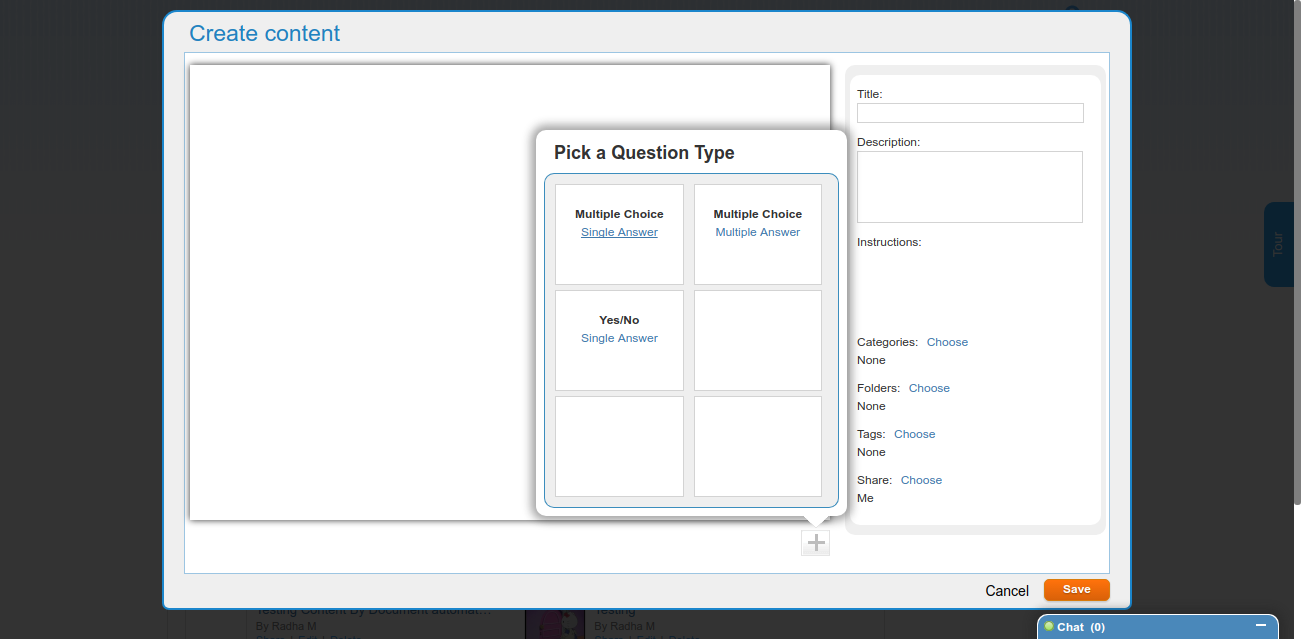 Create content
Pick a Question Type
Multiple Choice
Single Answer
Multiple Choice
Multiple Answer
Yes/No
Single Answer
Title:
Description:
Instructions:
Categories: Choose
None
Folders: Choose
None
Tags: Choose
None
Share: Choose
Me
Cancel
Save
Tour
Testing Content By Document automat...
By Radha M
Testing
By Radha M
Chat (0)